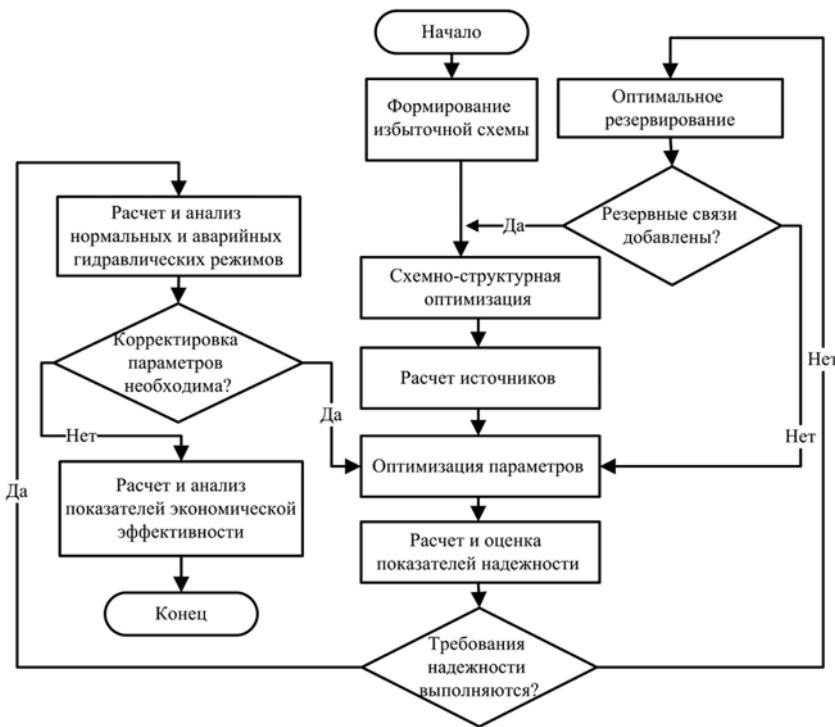 Начало
Формирование
избыточной схемы
Оптимальное
резервирование
Резервные связи
добавлены?
Да
Расчет и анализ
нормальных и аварийных
гидравлических режимов
Схемно-структурная
оптимизация
Корректировка
параметров
необходима?
Расчет источников
Нет
Да
Нет
Нет
Оптимизация параметров
Да
Расчет и анализ
показателей экономической
эффективности
Расчет и оценка
показателей надежности
Конец
Требования
надежности
выполняются?